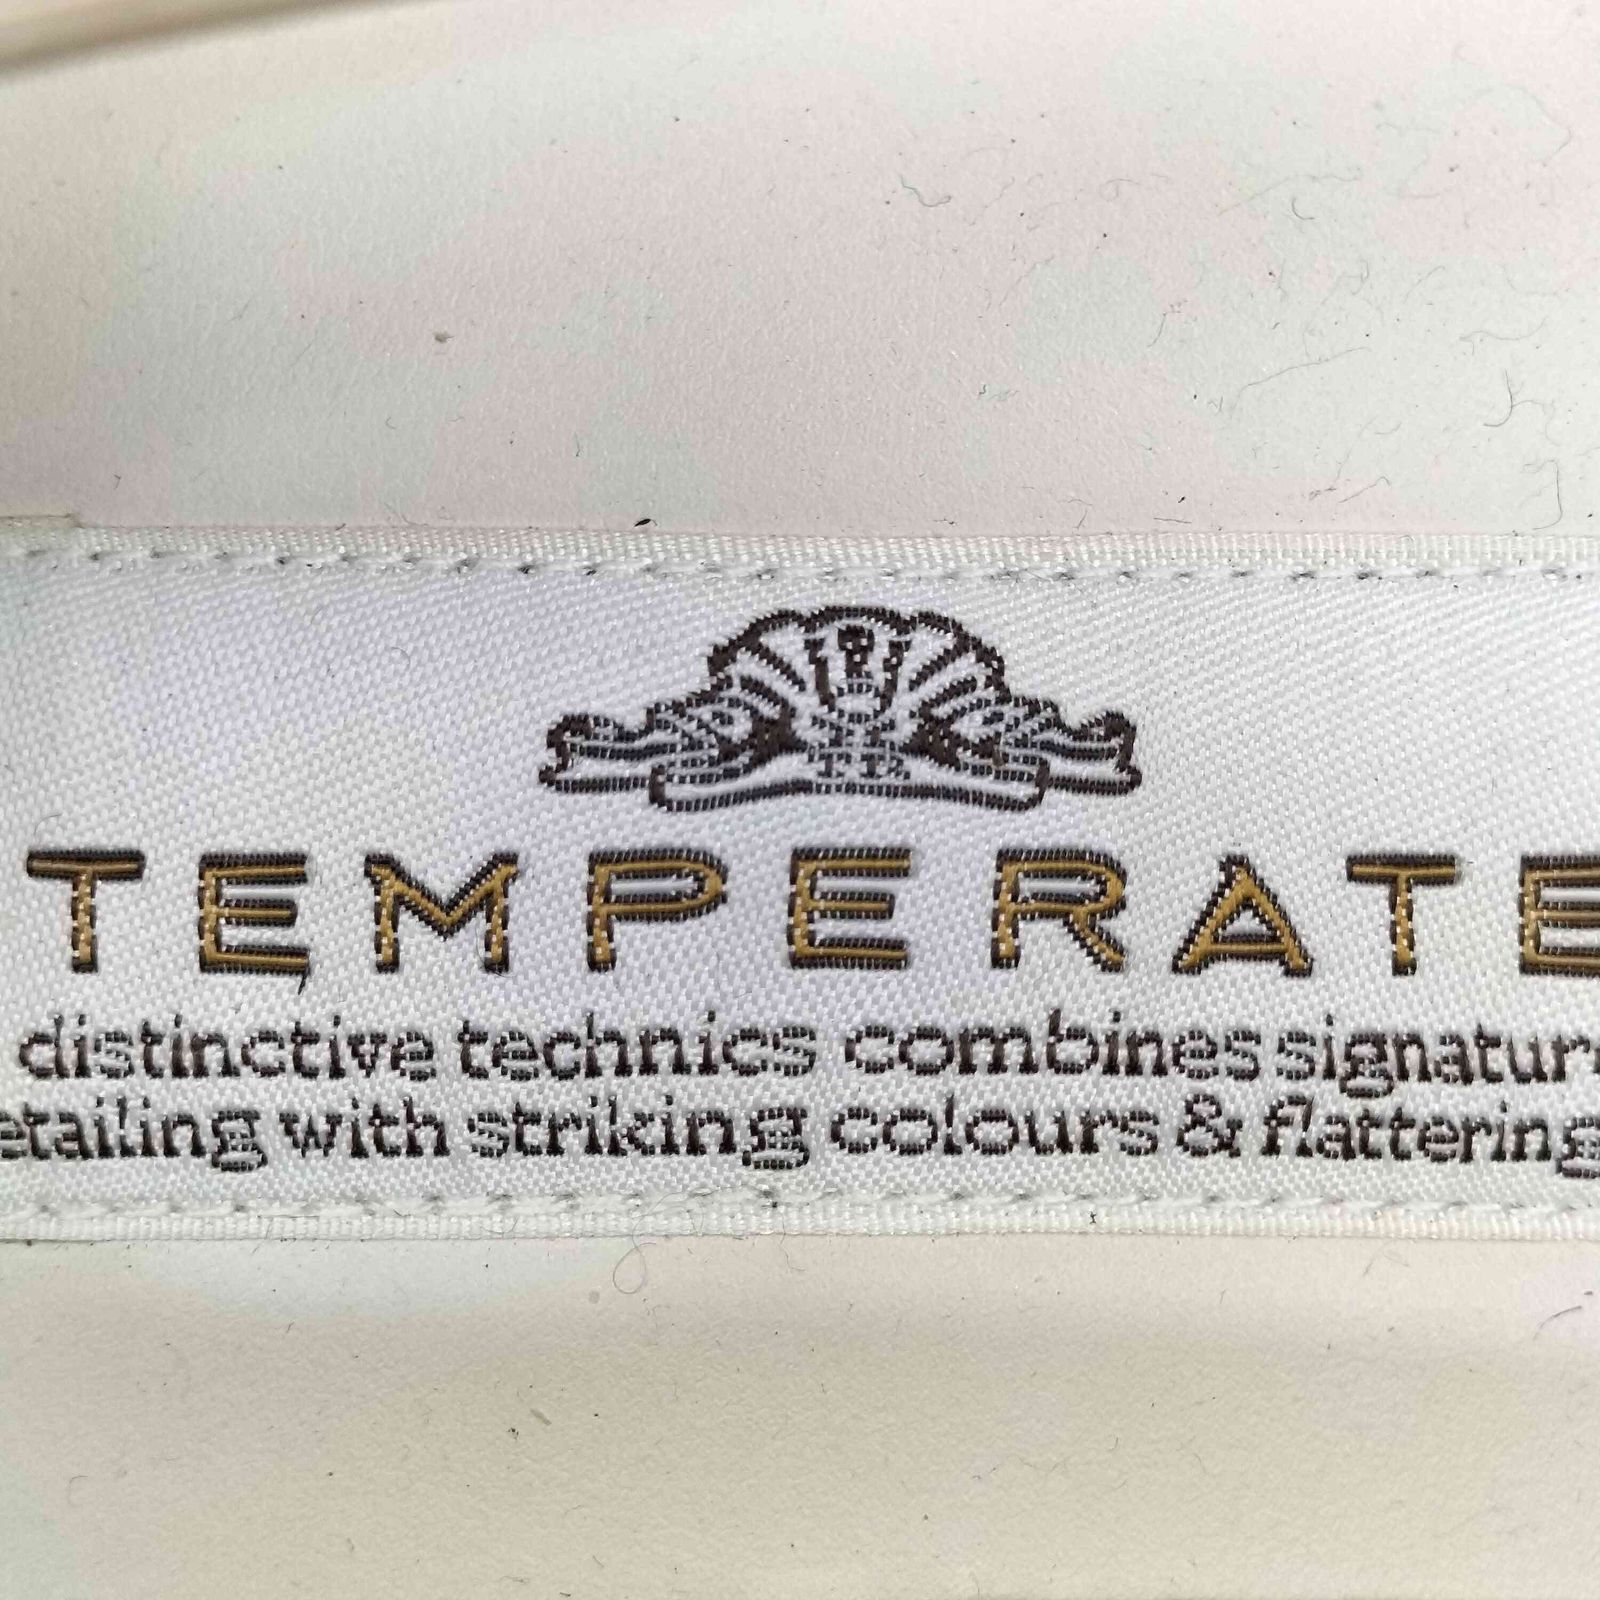 TEMPERATE
distinctive technics combines signatur
etailing with striking colours & flattering